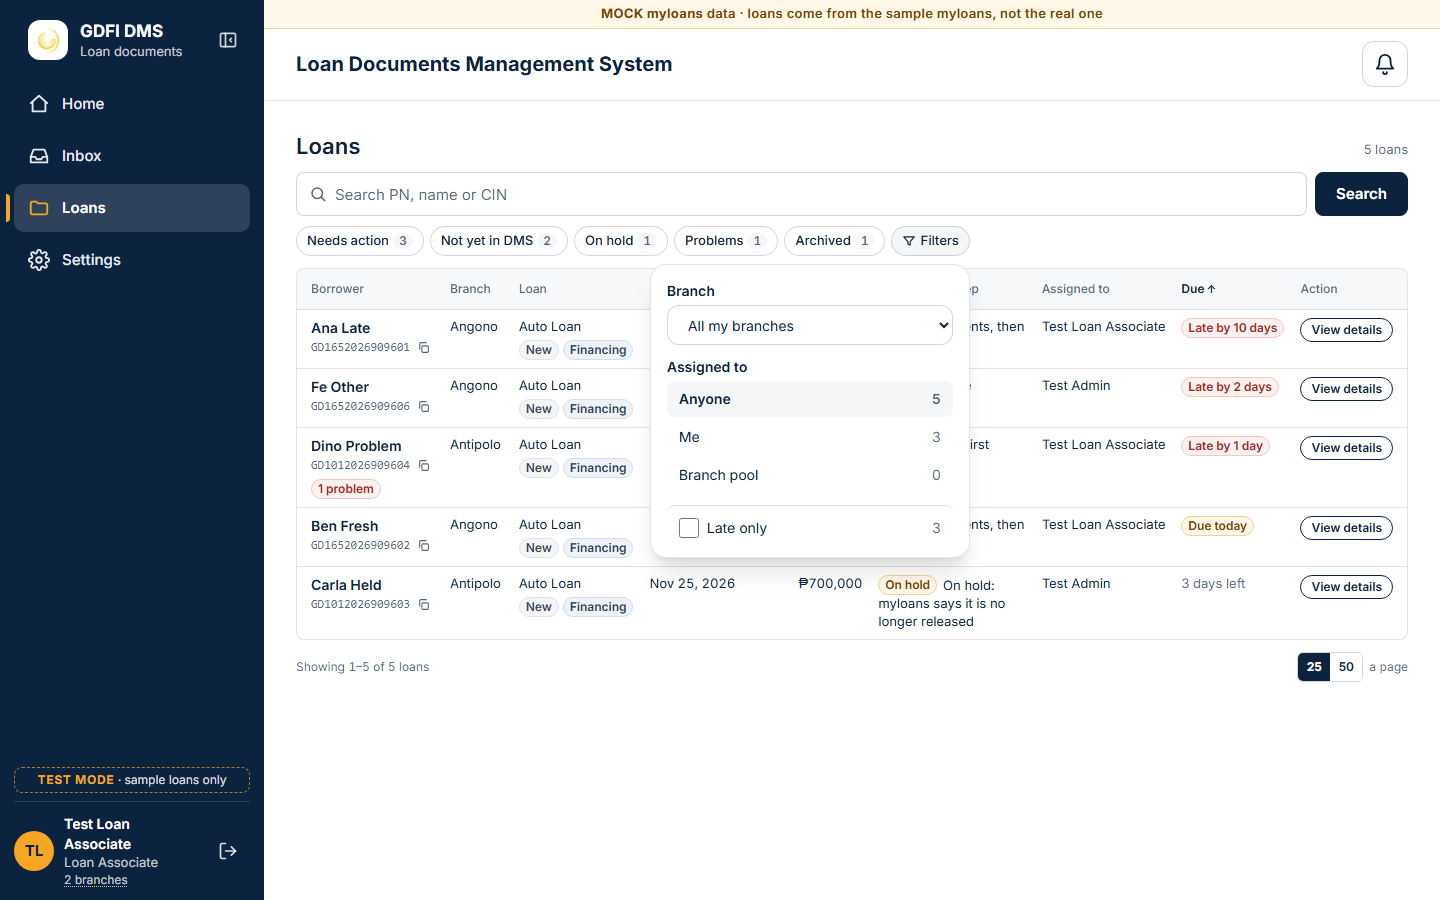 MOCK myloans data · loans come from the sample myloans, not the real one
GDFI DMS
Loan documents
Home
Inbox
Loans
Settings
TEST MODE · sample loans only
TL
Test Loan
Associate
Loan Associate
2 branches
Loan Documents Management System
Loans
5 loans
Search PN, name or CIN
Search
Needs action 3
Not yet in DMS 2
On hold 1
Problems 1
Archived 1
Filters
Borrower Branch Loan Assigned to Due ↑ Action
Ana Late Angono Auto Loan Test Loan Associate Late by 10 days View details
GD1652026909601 New Financing
Fe Other Angono Auto Loan Test Admin Late by 2 days View details
GD1652026909606 New Financing
Dino Problem Antipolo Auto Loan Test Loan Associate Late by 1 day View details
GD1012026909604 New Financing
1 problem
Ben Fresh Angono Auto Loan Test Loan Associate Due today View details
GD1652026909602 New Financing
Carla Held Antipolo Auto Loan Nov 25, 2026 ₱700,000 On hold On hold: Test Admin 3 days left View details
GD1012026909603 New Financing myloans says it is no
longer released
Branch
All my branches
Assigned to
Anyone 5
Me 3
Branch pool 0
Late only 3
Showing 1–5 of 5 loans
25 50 a page